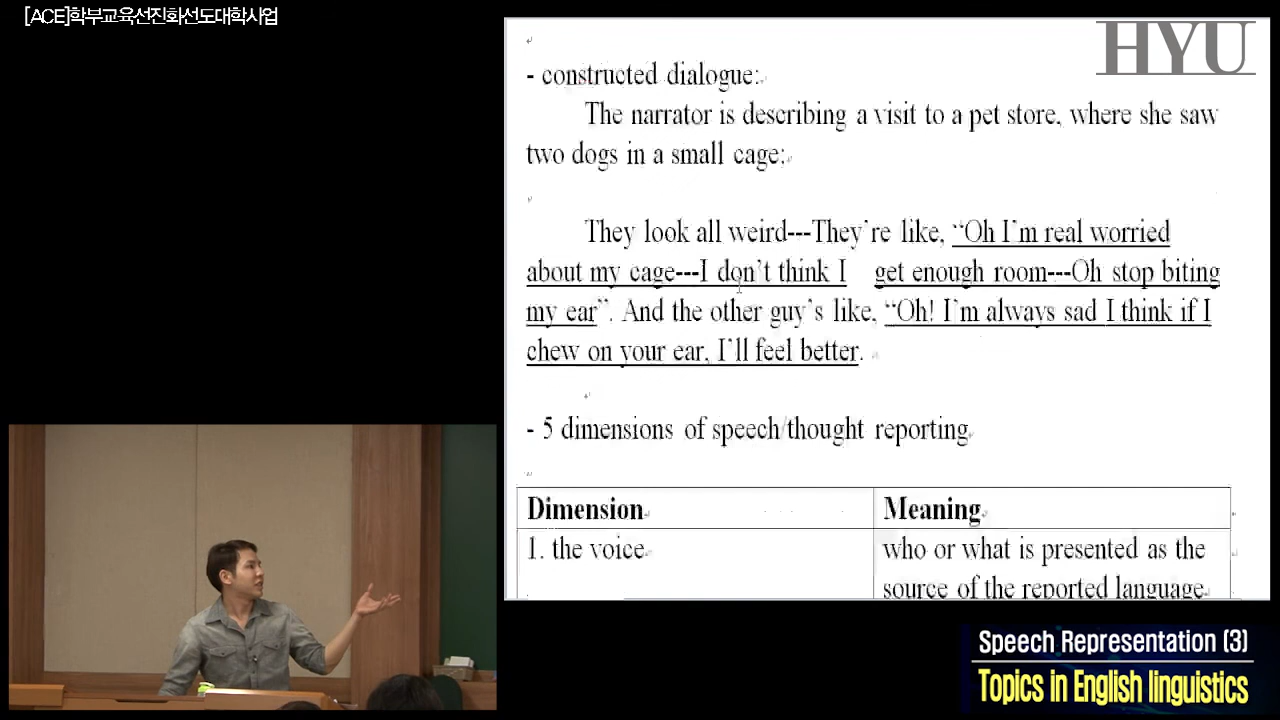 [ACE]학부교육선진화선도대학사업
HYU
- constructed dialogue:
The narrator is describing a visit to a pet store, where she saw
two dogs in a small cage;
They look all weird---They're like, “Oh I'm real worried
about my cage---I don't think I get enough room---Oh stop biting
my ear”. And the other guy's like, “Oh! I'm always sad I think if I
chew on your ear, I'll feel better.
- 5 dimensions of speech/thought reporting
Dimension Meaning
1. the voice who or what is presented as the
source of the reported language
Speech Representation (3)
Topics in English linguistics